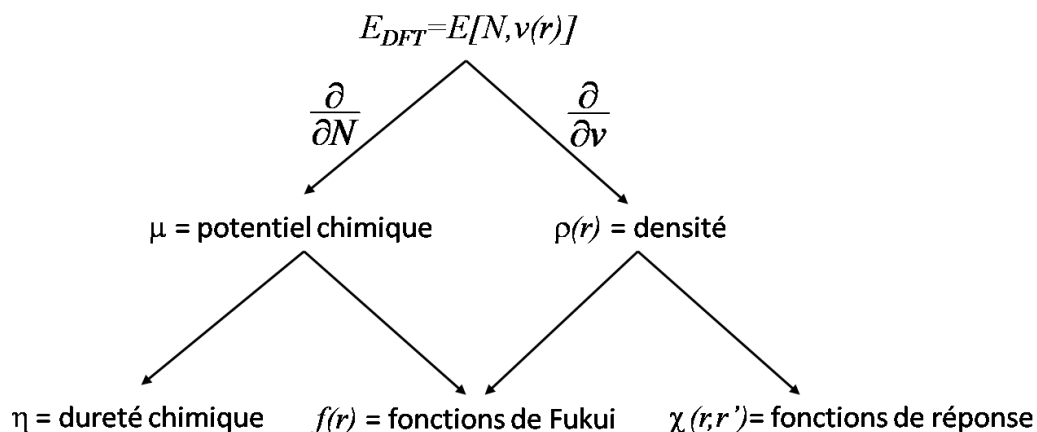 E_DFT=E[N,v(r)]
∂/∂N ∂/∂v
μ = potentiel chimique ρ(r) = densité
η = dureté chimique f(r) = fonctions de Fukui χ(r,r’)= fonctions de réponse